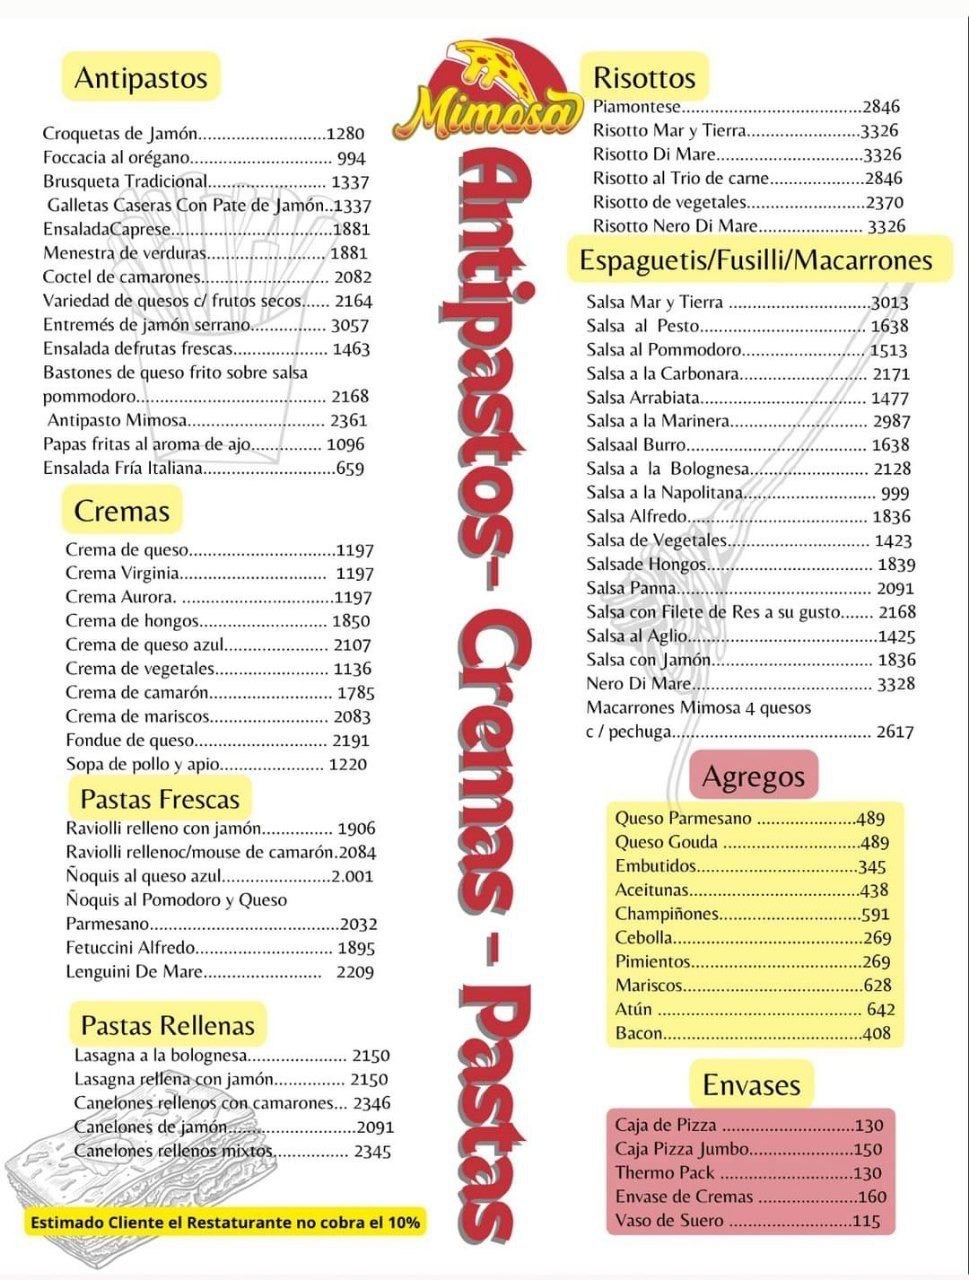 Mimosa
Antipastos- Cremas - Pastas
Antipastos
Croquetas de Jamón...........................1280
Foccacia al orégano.............................. 994
Brusqueta Tradicional......................... 1337
Galletas Caseras Con Pate de Jamón..1337
EnsaladaCaprese..................................1881
Menestra de verduras......................... 1881
Coctel de camarones........................... 2082
Variedad de quesos c/ frutos secos...... 2164
Entremés de jamón serrano................ 3057
Ensalada defrutas frescas.................... 1463
Bastones de queso frito sobre salsa
pommodoro........................................ 2168
Antipasto Mimosa............................. 2361
Papas fritas al aroma de ajo............... 1096
Ensalada Fría Italiana............................659
Cremas
Crema de queso...............................1197
Crema Virginia............................... 1197
Crema Aurora. ................................1197
Crema de hongos........................... 1850
Crema de queso azul...................... 2107
Crema de vegetales........................ 1136
Crema de camarón.......................... 1785
Crema de mariscos......................... 2083
Fondue de queso............................ 2191
Sopa de pollo y apio...................... 1220
Pastas Frescas
Raviolli relleno con jamón............... 1906
Raviolli rellenoc/mouse de camarón.2084
Ñoquis al queso azul.......................2.001
Ñoquis al Pomodoro y Queso
Parmesano........................................2032
Fetuccini Alfredo.............................. 1895
Lenguini De Mare......................... 2209
Pastas Rellenas
Lasagna a la bolognesa..................... 2150
Lasagna rellena con jamón............... 2150
Canelones rellenos con camarones... 2346
Canelones de jamón...........................2091
Canelones rellenos mixtos................ 2345
Estimado Cliente el Restaturante no cobra el 10%
Risottos
Piamontese......................................2846
Risotto Mar y Tierra........................3326
Risotto Di Mare...............................3326
Risotto al Trio de carne....................2846
Risotto de vegetales.........................2370
Risotto Nero Di Mare...................... 3326
Espaguetis/Fusilli/Macarrones
Salsa Mar y Tierra ..............................3013
Salsa al Pesto................................... 1638
Salsa al Pommodoro.......................... 1513
Salsa a la Carbonara........................... 2171
Salsa Arrabiata................................... 1477
Salsa a la Marinera............................. 2987
Salsaal Burro...................................... 1638
Salsa a la Bolognesa......................... 2128
Salsa a la Napolitana............................ 999
Salsa Alfredo...................................... 1836
Salsa de Vegetales.............................. 1423
Salsade Hongos................................... 1839
Salsa Panna......................................... 2091
Salsa con Filete de Res a su gusto....... 2168
Salsa al Aglio.......................................1425
Salsa con Jamón.................................. 1836
Nero Di Mare...................................... 3328
Macarrones Mimosa 4 quesos
c / pechuga.......................................... 2617
Agregos
Queso Parmesano .....................489
Queso Gouda .............................489
Embutidos..................................345
Aceitunas....................................438
Champiñones..............................591
Cebolla........................................269
Pimientos....................................269
Mariscos......................................628
Atún ........................................... 642
Bacon..........................................408
Envases
Caja de Pizza .............................130
Caja Pizza Jumbo......................150
Thermo Pack .............................130
Envase de Cremas .....................160
Vaso de Suero ..........................115